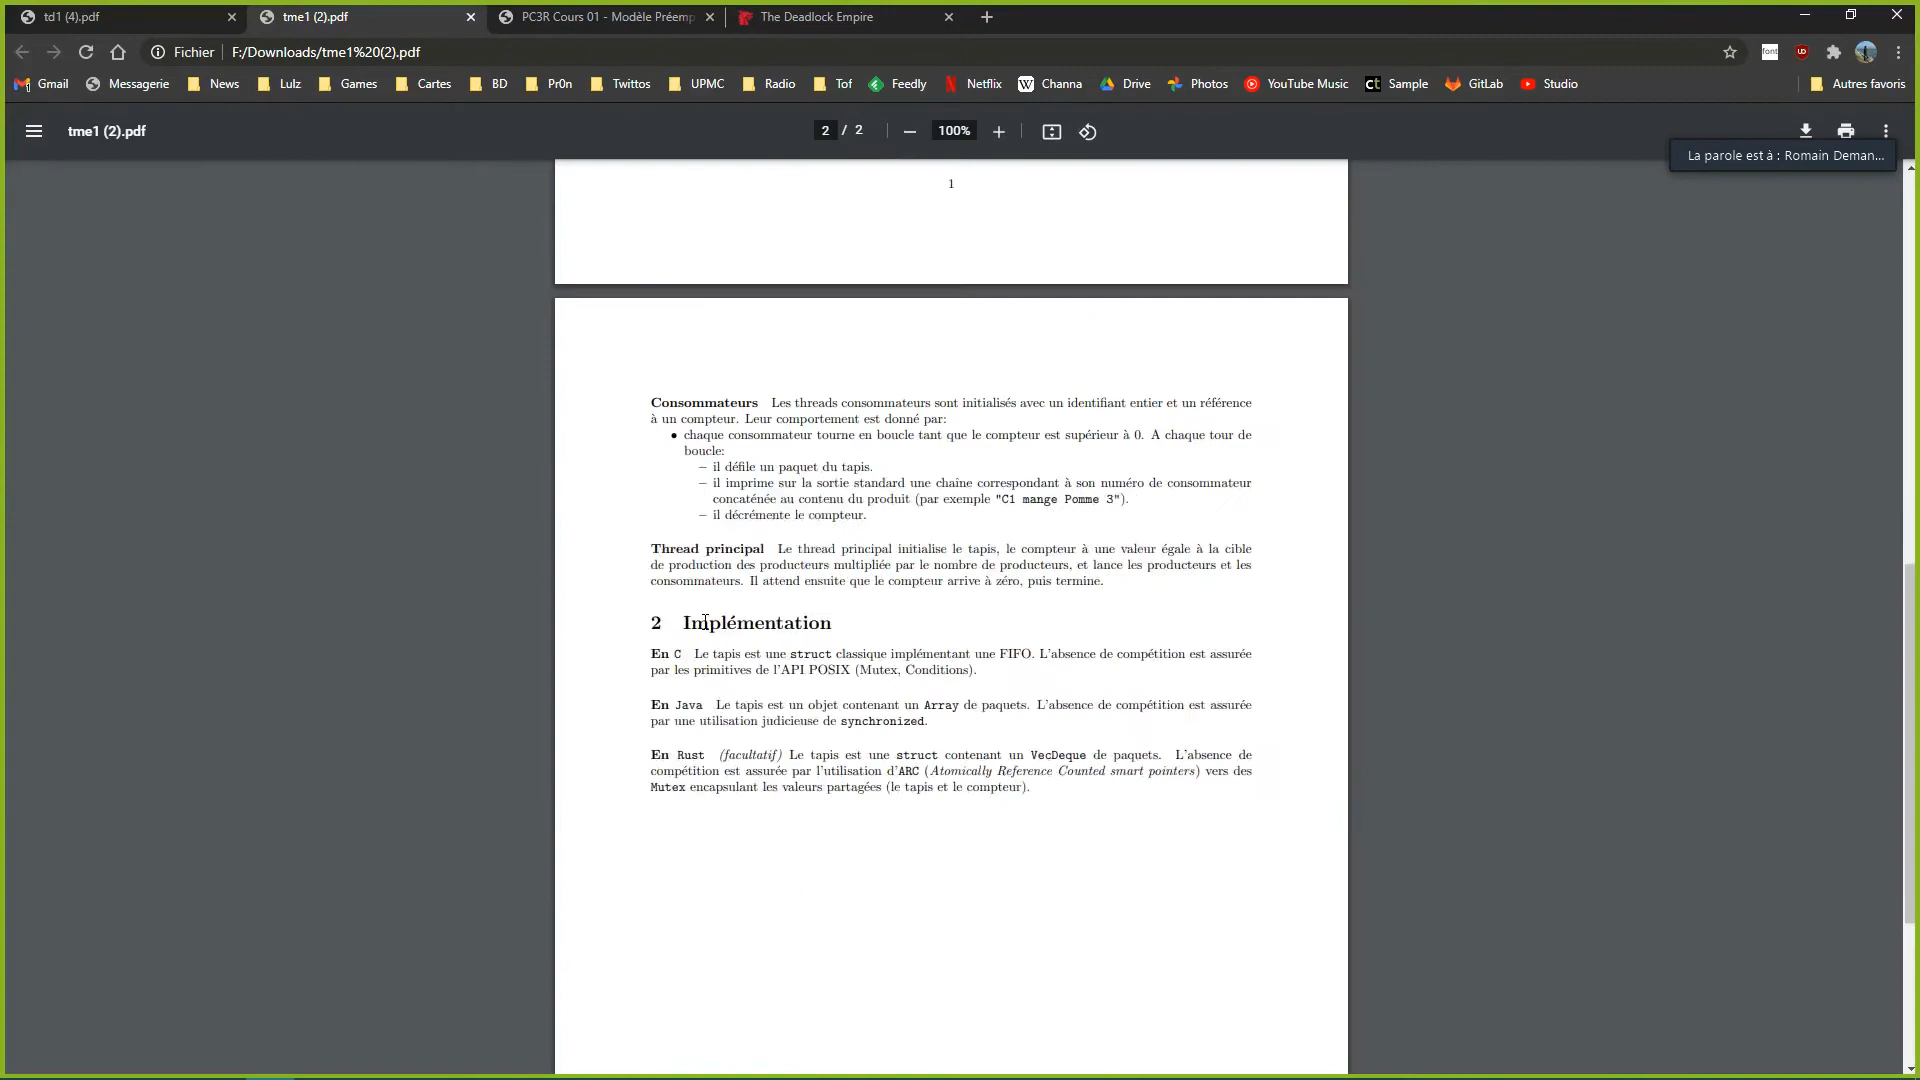 td1 (4).pdf
tme1 (2).pdf
PC3R Cours 01 - Modèle Préemp
The Deadlock Empire
Fichier
F:/Downloads/tme1%20(2).pdf
font
Gmail
Messagerie
News
Lulz
Games
Cartes
BD
Pr0n
Twittos
UPMC
Radio
Tof
Feedly
Netflix
Channa
Drive
Photos
YouTube Music
Sample
GitLab
Studio
Autres favoris
tme1 (2).pdf
2 / 2
100%
La parole est à : Romain Deman...
1
Consommateurs Les threads consommateurs sont initialisés avec un identifiant entier et un référence
à un compteur. Leur comportement est donné par:
• chaque consommateur tourne en boucle tant que le compteur est supérieur à 0. A chaque tour de
boucle:
– il défile un paquet du tapis.
– il imprime sur la sortie standard une chaîne correspondant à son numéro de consommateur
concaténée au contenu du produit (par exemple "C1 mange Pomme 3").
– il décrémente le compteur.
Thread principal Le thread principal initialise le tapis, le compteur à une valeur égale à la cible
de production des producteurs multipliée par le nombre de producteurs, et lance les producteurs et les
consommateurs. Il attend ensuite que le compteur arrive à zéro, puis termine.
2 Implémentation
En C Le tapis est une struct classique implémentant une FIFO. L'absence de compétition est assurée
par les primitives de l'API POSIX (Mutex, Conditions).
En Java Le tapis est un objet contenant un Array de paquets. L'absence de compétition est assurée
par une utilisation judicieuse de synchronized.
En Rust (facultatif) Le tapis est une struct contenant un VecDeque de paquets. L'absence de
compétition est assurée par l'utilisation d'ARC (Atomically Reference Counted smart pointers) vers des
Mutex encapsulant les valeurs partagées (le tapis et le compteur).